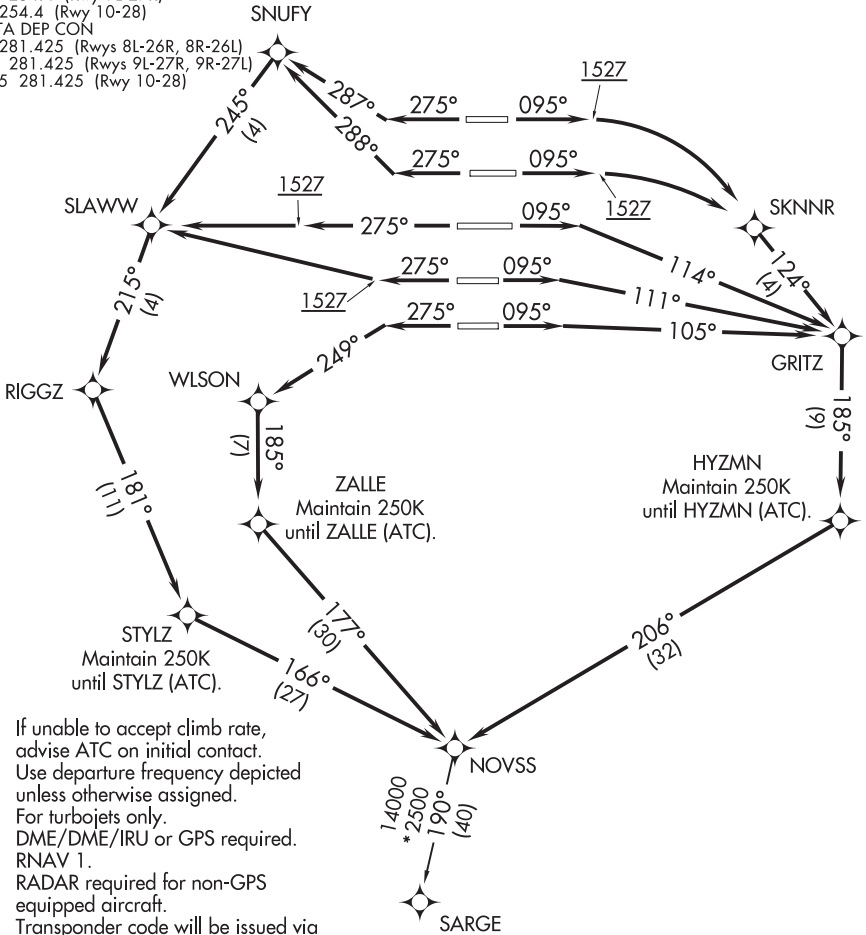 254.4 (Rwy 10-28)
TA DEP CON
281.425 (Rwys 8L-26R, 8R-26L)
281.425 (Rwys 9L-27R, 9R-27L)
5 281.425 (Rwy 10-28)
SNUFY
245°
(4)
287°
288°
275°
095°
1527
275°
095°
1527
SKNNR
124°
(4)
SLAWW
1527
275°
095°
114°
215°
(4)
1527
275°
095°
111°
275°
095°
105°
249°
GRITZ
RIGGZ
WLSON
185°
(7)
185°
(9)
181°
(11)
ZALLE
Maintain 250K
until ZALLE (ATC).
HYZMN
Maintain 250K
until HYZMN (ATC).
177°
(30)
206°
(32)
STYLZ
Maintain 250K
until STYLZ (ATC).
166°
(27)
NOVSS
14000
*2500
190°
(40)
SARGE
If unable to accept climb rate,
advise ATC on initial contact.
Use departure frequency depicted
unless otherwise assigned.
For turbojets only.
DME/DME/IRU or GPS required.
RNAV 1.
RADAR required for non-GPS
equipped aircraft.
Transponder code will be issued via